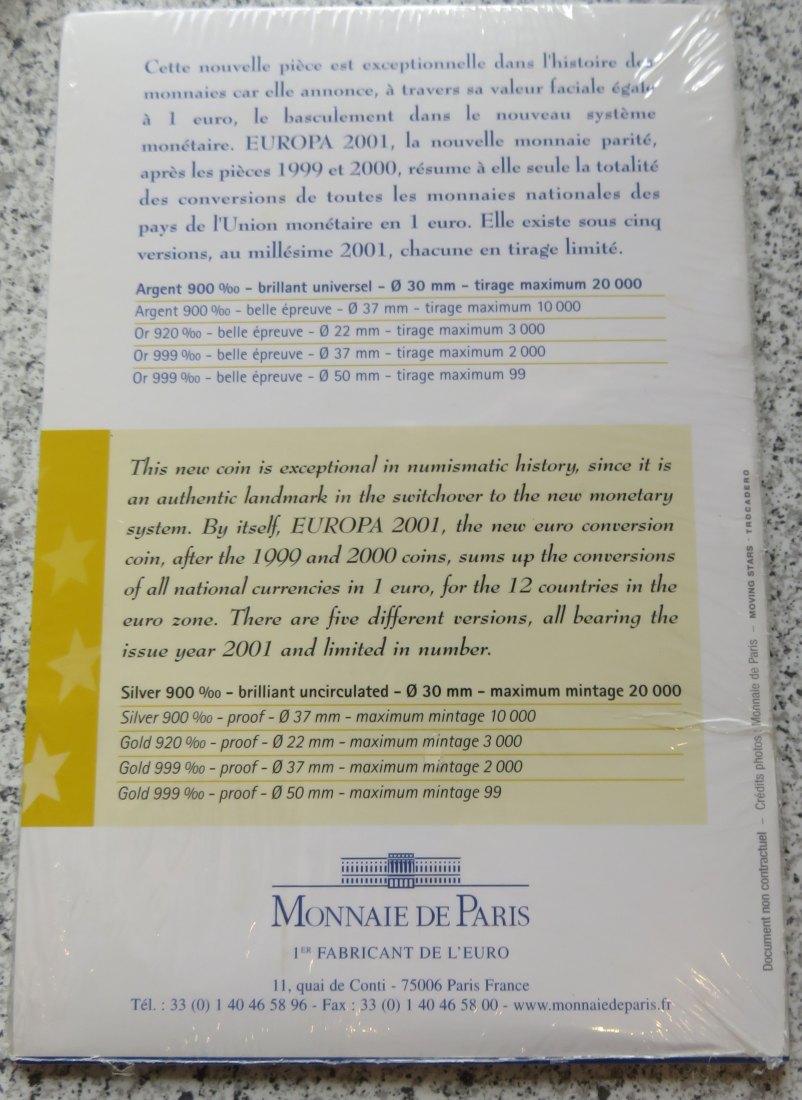 Cette nouvelle pièce est exceptionnelle dans l'histoire des
monnaies car elle annonce, à travers sa valeur faciale égale
à 1 euro, le basculement dans le nouveau système
monétaire. EUROPA 2001, la nouvelle monnaie parité,
après les pièces 1999 et 2000, résume à elle seule la totalité
des conversions de toutes les monnaies nationales des
pays de l'Union monétaire en 1 euro. Elle existe sous cinq
versions, au millésime 2001, chacune en tirage limité.
Argent 900 ‰ - brillant universel - Ø 30 mm - tirage maximum 20 000
Argent 900 ‰ - belle épreuve - Ø 37 mm - tirage maximum 10 000
Or 920 ‰ - belle épreuve - Ø 22 mm - tirage maximum 3 000
Or 999 ‰ - belle épreuve - Ø 37 mm - tirage maximum 2 000
Or 999 ‰ - belle épreuve - Ø 50 mm - tirage maximum 99
This new coin is exceptional in numismatic history, since it is
an authentic landmark in the switchover to the new monetary
system. By itself, EUROPA 2001, the new euro conversion
coin, after the 1999 and 2000 coins, sums up the conversions
of all national currencies in 1 euro, for the 12 countries in the
euro zone. There are five different versions, all bearing the
issue year 2001 and limited in number.
Silver 900 ‰ - brilliant uncirculated - Ø 30 mm - maximum mintage 20 000
Silver 900 ‰ - proof - Ø 37 mm - maximum mintage 10 000
Gold 920 ‰ - proof - Ø 22 mm - maximum mintage 3 000
Gold 999 ‰ - proof - Ø 37 mm - maximum mintage 2 000
Gold 999 ‰ - proof - Ø 50 mm - maximum mintage 99
MONNAIE DE PARIS
1ER FABRICANT DE L'EURO
11, quai de Conti - 75006 Paris France
Tél. : 33 (0) 1 40 46 58 96 - Fax : 33 (0) 1 40 46 58 00 - www.monnaiedeparis.fr
Document non contractuel – Crédits photos : Monnaie de Paris – MOVING STARS - TROCADERO